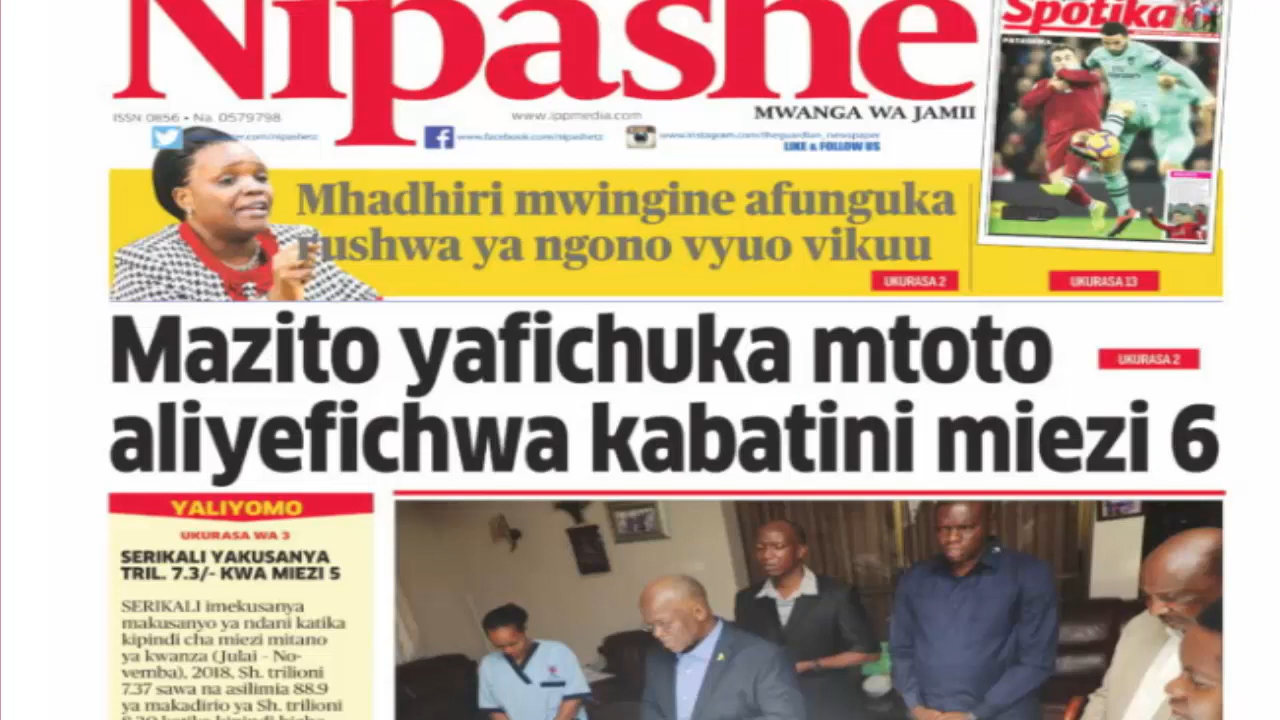 Nipashe
MWANGA WA JAMII
ISSN 0856 • Na. 0579798
www.ippmedia.com
www.facebook.com/nipashetz
www.instagram.com/theguardian_newspaper
LIKE & FOLLOW US
Spotika
Mhadhiri mwingine afunguka
rushwa ya ngono vyuo vikuu
UKURASA 2
UKURASA 13
Mazito yafichuka mtoto
UKURASA 2
aliyefichwa kabatini miezi 6
YALIYOMO
UKURASA WA 3
SERIKALI YAKUSANYA
TRIL. 7.3/- KWA MIEZI 5
SERIKALI imekusanya
makusanyo ya ndani katika
kipindi cha miezi mitano
ya kwanza (Julai - No-
vemba), 2018, Sh. trilioni
7.37 sawa na asilimia 88.9
ya makadirio ya Sh. trilioni